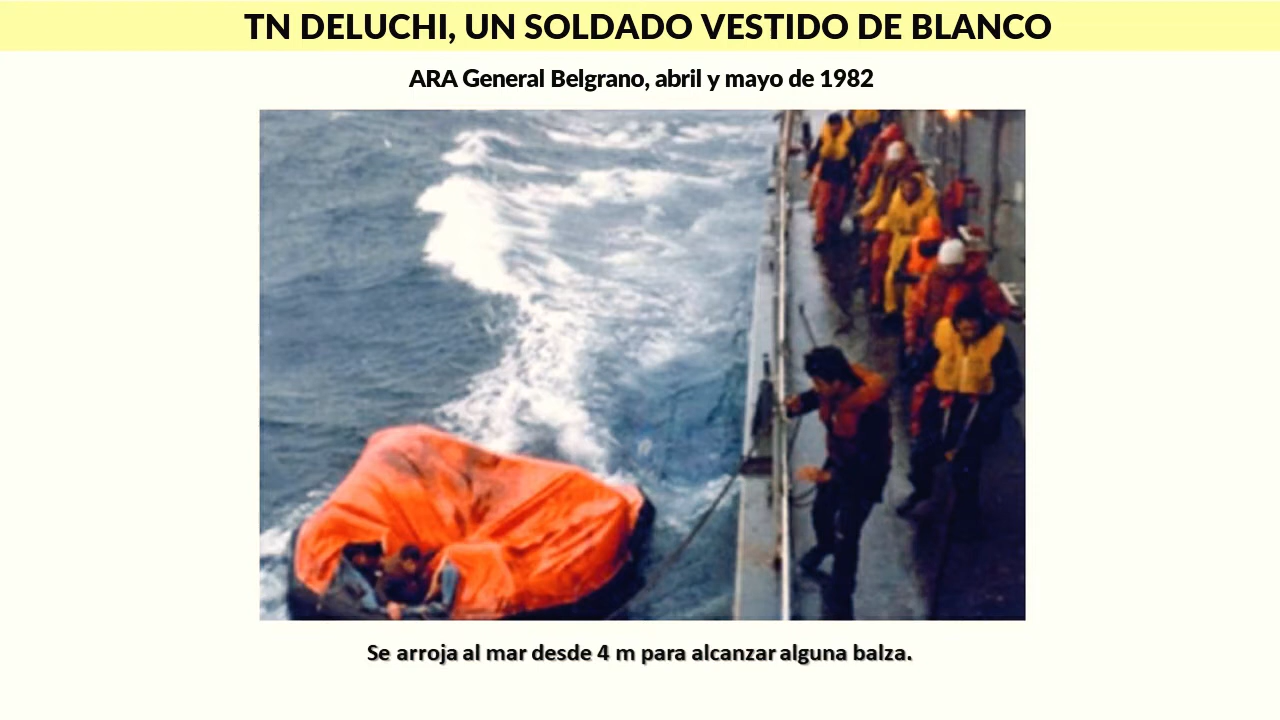 TN DELUCHI, UN SOLDADO VESTIDO DE BLANCO
ARA General Belgrano, abril y mayo de 1982
Se arroja al mar desde 4 m para alcanzar alguna balza.